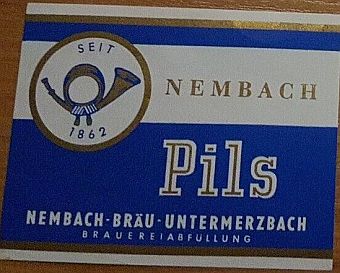 SEIT
1862
NEMBACH
Pils
NEMBACH-BRÄU-UNTERMERZBACH
BRAUEREIABFÜLLUNG